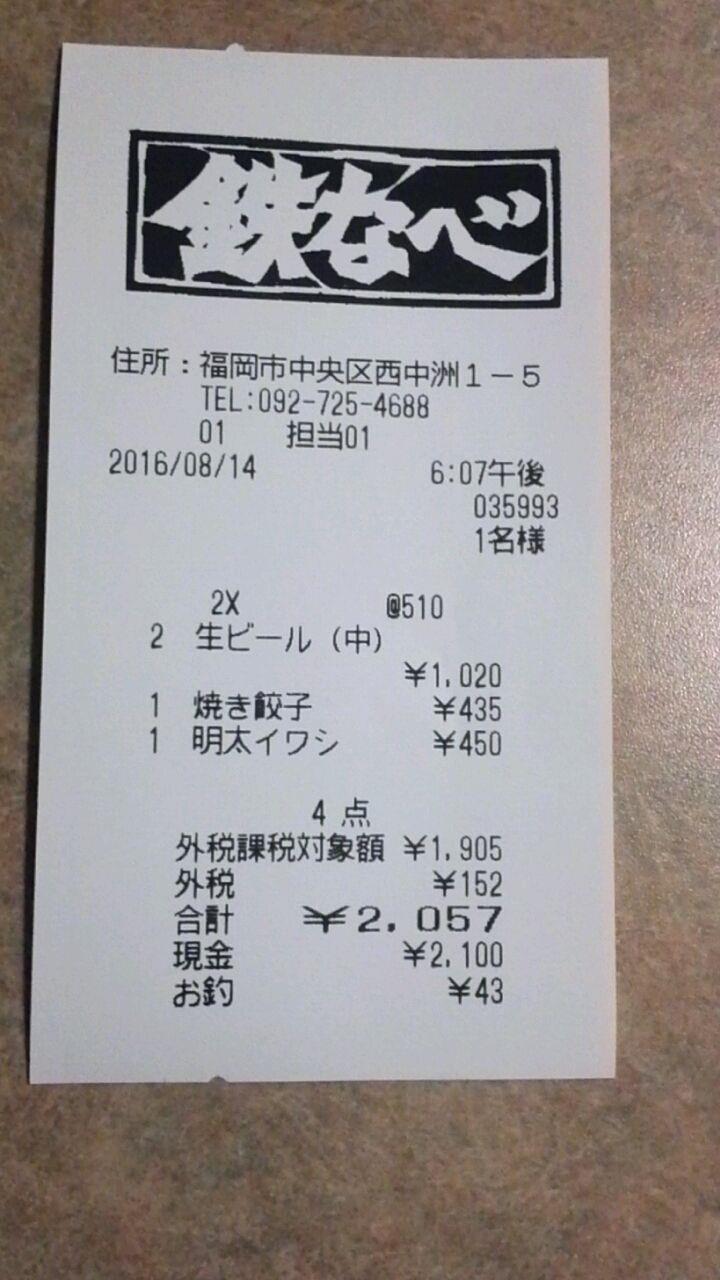 鉄なべ
住所：福岡市中央区西中洲１－５
TEL:092-725-4688
01 担当01
2016/08/14 6:07午後
035993
1名様
2X @510
2 生ビール（中）
¥1,020
1 焼き餃子 ¥435
1 明太イワシ ¥450
4 点
外税課税対象額 ¥1,905
外税 ¥152
合計 ¥2,057
現金 ¥2,100
お釣 ¥43